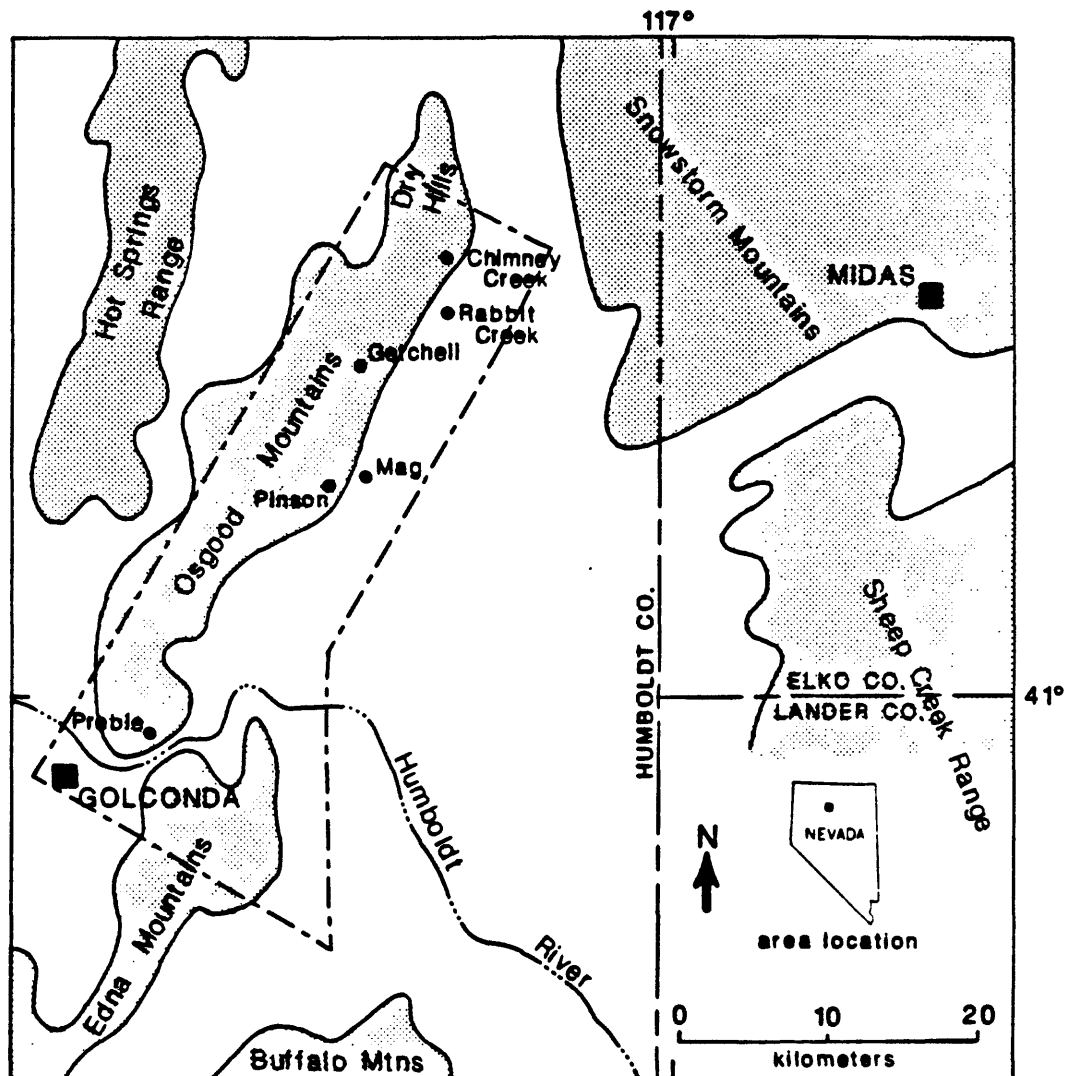 117°
Snowstorm Mountains
Dry
Hills
Hot Springs
Range
Chimney
Creek
MIDAS
Rabbit
Creek
Getchell
Osgood Mountains
Mag
Pinson
Sheep Creek Range
HUMBOLDT CO.
ELKO CO.
LANDER CO.
41°
Preble
GOLCONDA
Humboldt River
Edna Mountains
N
NEVADA
area location
0 10 20
kilometers
Buffalo Mtns